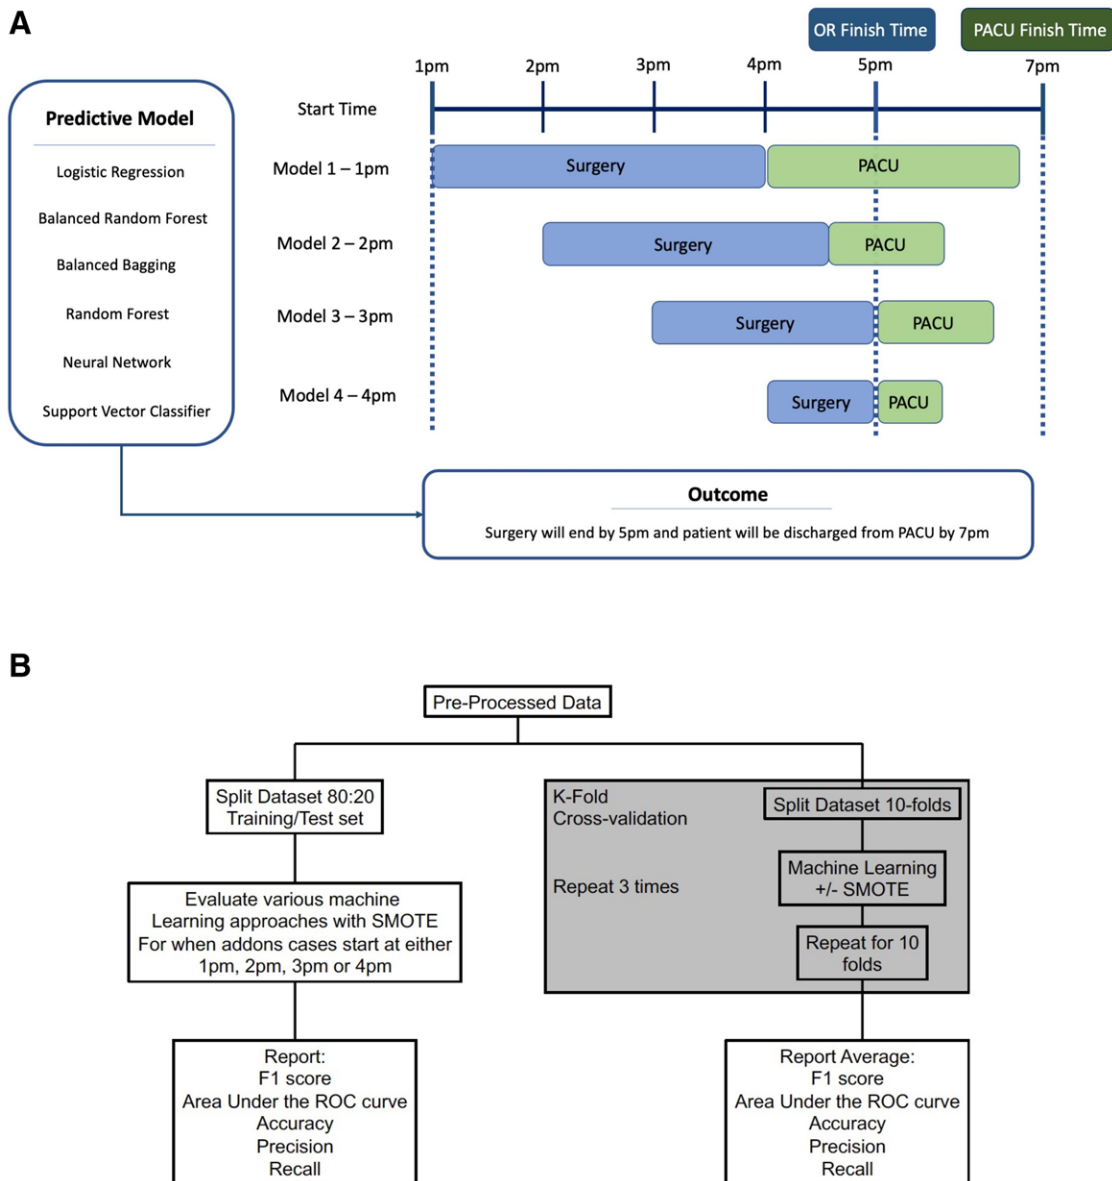 A
OR Finish Time
PACU Finish Time
1pm
2pm
3pm
4pm
5pm
7pm
Predictive Model
Logistic Regression
Balanced Random Forest
Balanced Bagging
Random Forest
Neural Network
Support Vector Classifier
Start Time
Model 1 – 1pm
Surgery
PACU
Model 2 – 2pm
Surgery
PACU
Model 3 – 3pm
Surgery
PACU
Model 4 – 4pm
Surgery
PACU
Outcome
Surgery will end by 5pm and patient will be discharged from PACU by 7pm
B
Pre-Processed Data
Split Dataset 80:20
Training/Test set
Evaluate various machine
Learning approaches with SMOTE
For when addons cases start at either
1pm, 2pm, 3pm or 4pm
Report:
F1 score
Area Under the ROC curve
Accuracy
Precision
Recall
K-Fold
Cross-validation
Repeat 3 times
Split Dataset 10-folds
Machine Learning
+/- SMOTE
Repeat for 10
folds
Report Average:
F1 score
Area Under the ROC curve
Accuracy
Precision
Recall